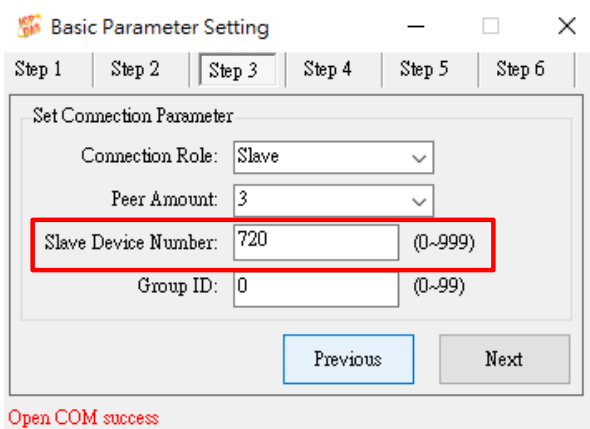 ICP DAS Basic Parameter Setting
Step 1 Step 2 Step 3 Step 4 Step 5 Step 6
Set Connection Parameter
Connection Role: Slave
Peer Amount: 3
Slave Device Number: 720 (0~999)
Group ID: 0 (0~99)
Previous Next
Open COM success